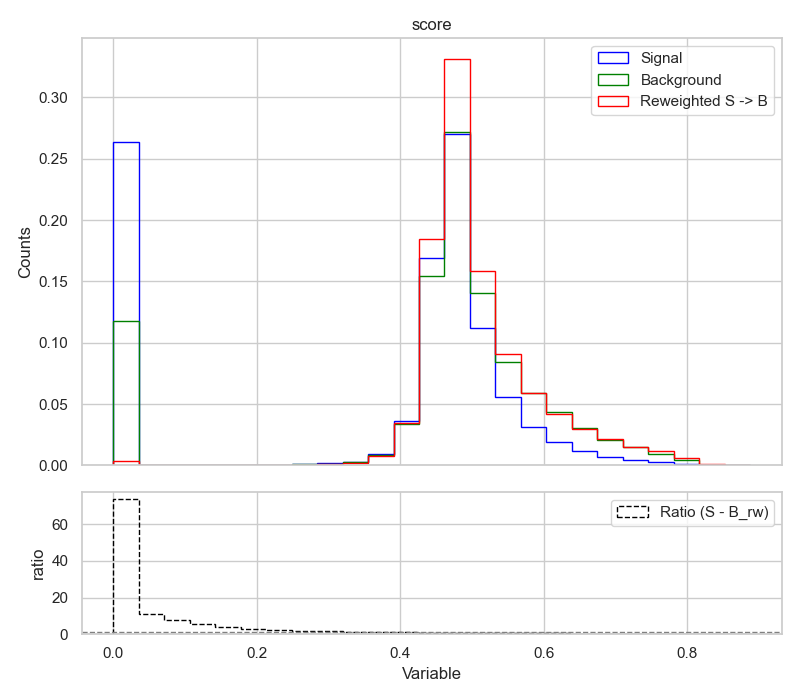 score
Signal
Background
Reweighted S -> B
Counts
0.30
0.25
0.20
0.15
0.10
0.05
0.00
Ratio (S - B_rw)
ratio
60
40
20
0
0.0 0.2 0.4 0.6 0.8
Variable